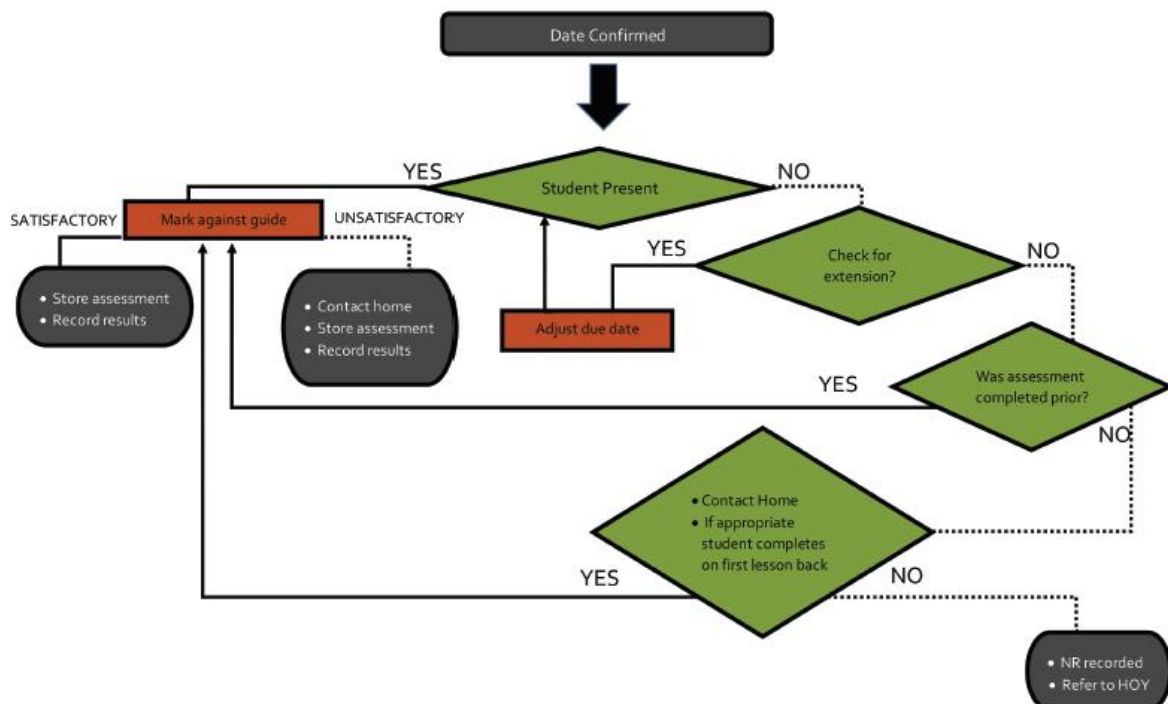 Date Confirmed
YES
NO
Student Present
SATISFACTORY
Mark against guide
UNSATISFACTORY
YES
Check for
extension?
NO
• Store assessment
• Record results
• Contact home
• Store assessment
• Record results
Adjust due date
YES
Was assessment
completed prior?
NO
• Contact Home
• If appropriate
student completes
on first lesson back
YES
NO
• NR recorded
• Refer to HOY